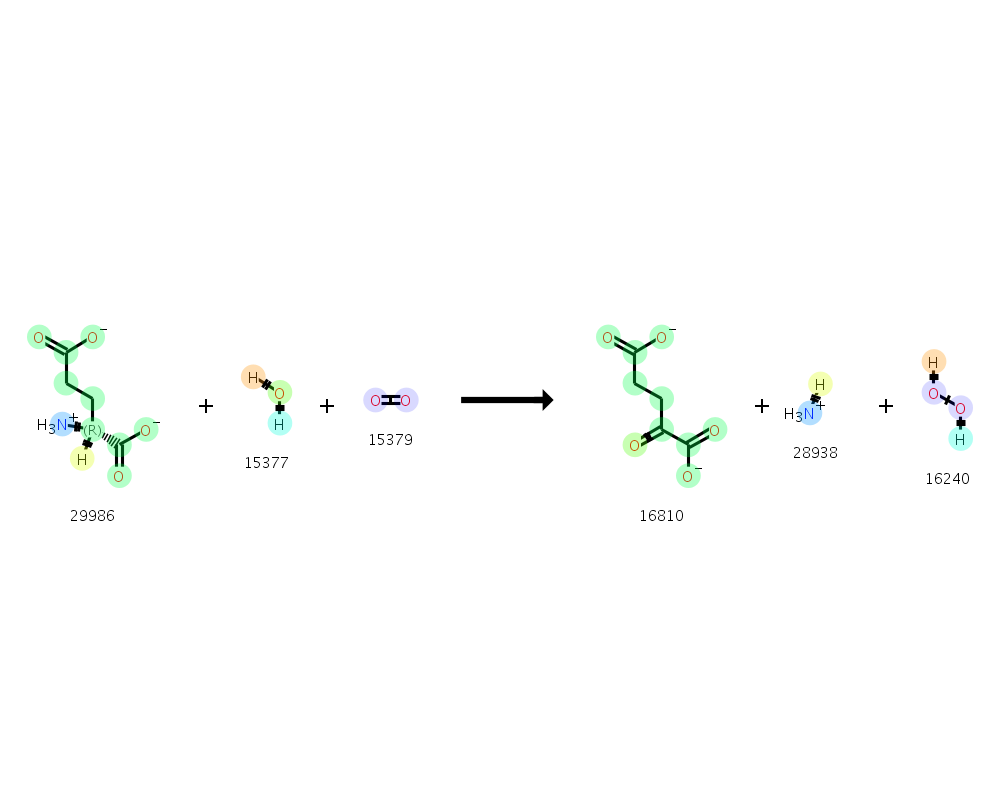 O O⁻
H₃N⁺ (R) O⁻
H O
29986
+
H O
H
15377
+
O O
15379
O O⁻
O O
O⁻
16810
+
H
H₃N⁺
28938
+
H
O O
H
16240